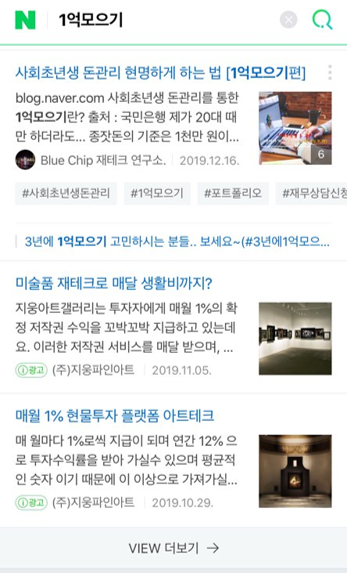 N 1억모으기
사회초년생 돈관리 현명하게 하는 법 [1억모으기편]
blog.naver.com 사회초년생 돈관리를 통한
1억모으기란? 출처 : 국민은행 제가 20대 때
만 하더라도... 종잣돈의 기준은 1천만 원이...
6
Blue Chip 재테크 연구소. 2019.12.16.
#사회초년생돈관리 #1억모으기 #포트폴리오 #재무상담신청
3년에 1억모으기 고민하시는 분들.. 보세요~(#3년에1억모으...
미술품 재테크로 매달 생활비까지?
지웅아트갤러리는 투자자에게 매월 1%의 확
정 저작권 수익을 꼬박꼬박 지급하고 있는데
요. 이러한 저작권 서비스를 매달 받으며, ...
광고 (주)지웅파인아트 2019.11.05.
매월 1% 현물투자 플랫폼 아트테크
매 월마다 1%로씩 지급이 되며 연간 12% 으
로 투자수익률을 받아 가실수 있으며 평균적
인 숫자 이기 때문에 이 이상으로 가져가실...
광고 (주)지웅파인아트 2019.10.29.
VIEW 더보기 →